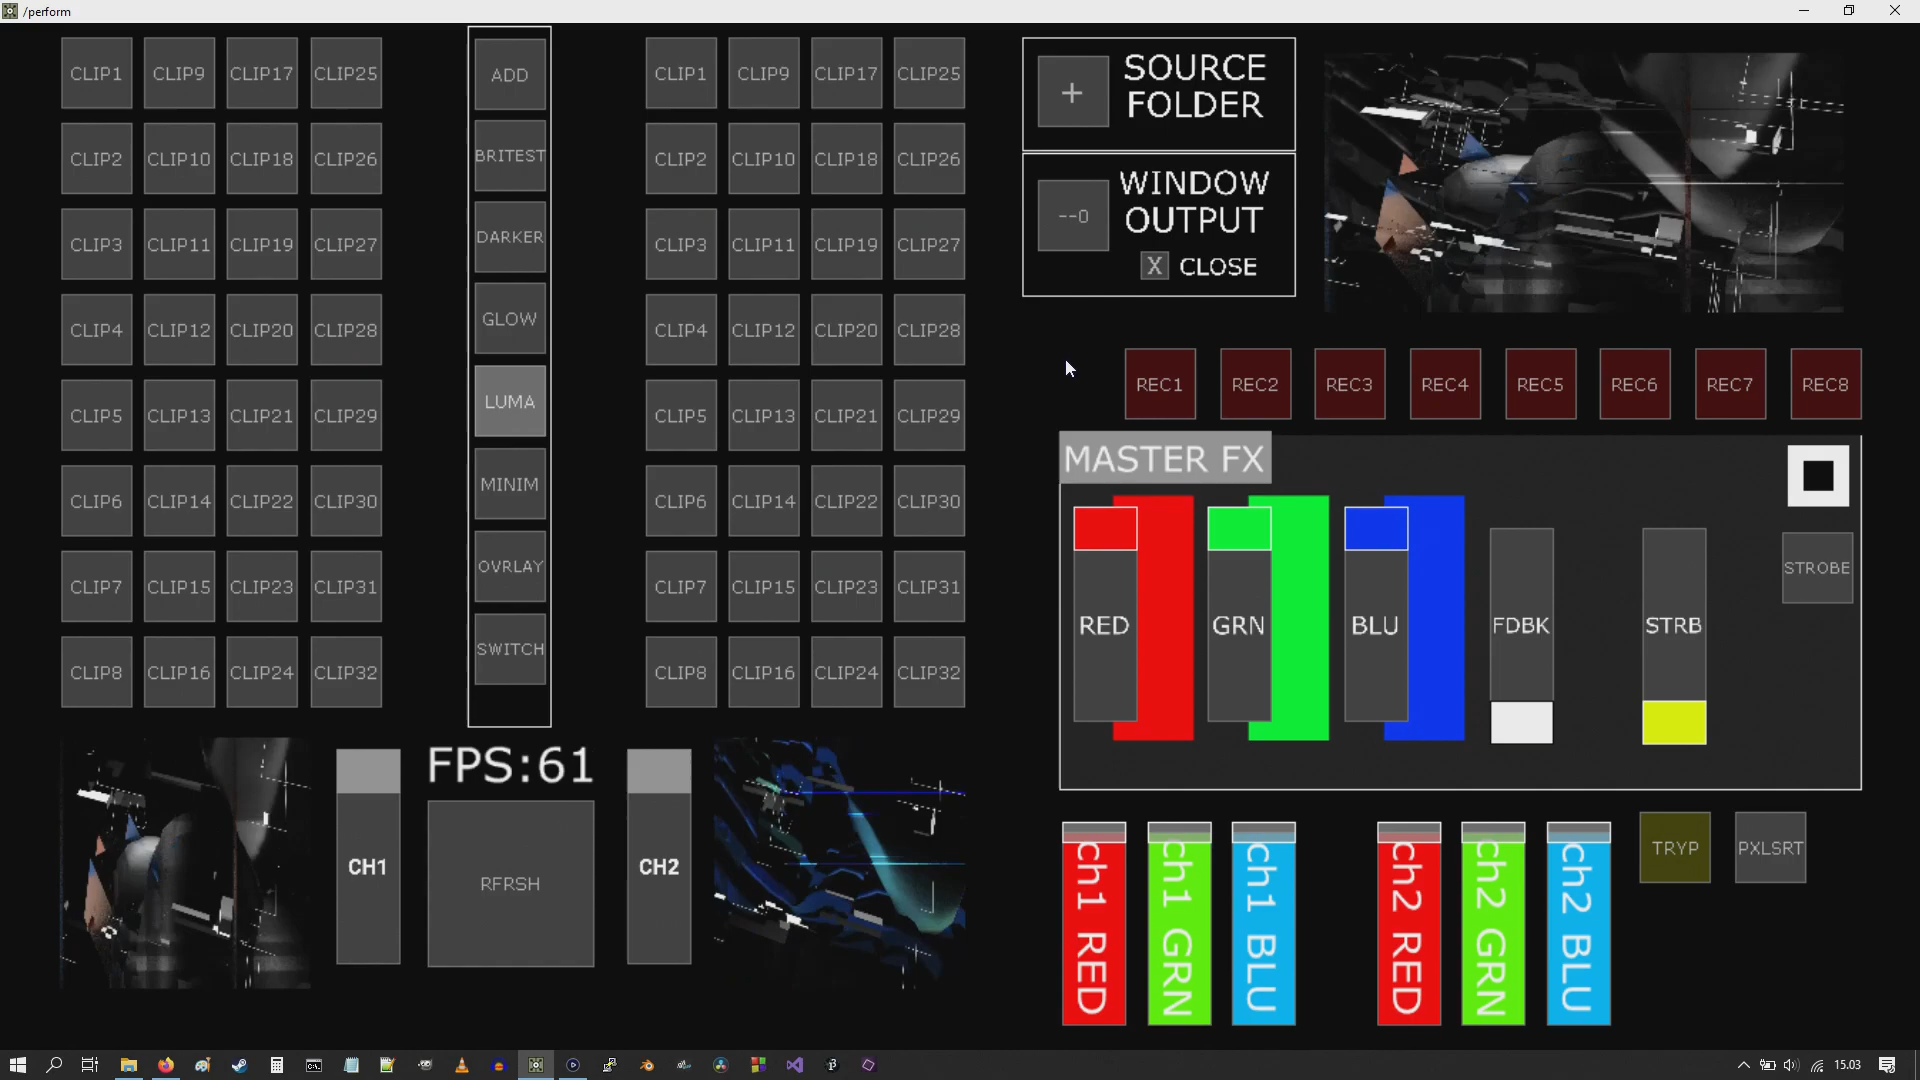 /perform
CLIP1 CLIP9 CLIP17 CLIP25
CLIP2 CLIP10 CLIP18 CLIP26
CLIP3 CLIP11 CLIP19 CLIP27
CLIP4 CLIP12 CLIP20 CLIP28
CLIP5 CLIP13 CLIP21 CLIP29
CLIP6 CLIP14 CLIP22 CLIP30
CLIP7 CLIP15 CLIP23 CLIP31
CLIP8 CLIP16 CLIP24 CLIP32
ADD
BRITEST
DARKER
GLOW
LUMA
MINIM
OVRLAY
SWITCH
CLIP1 CLIP9 CLIP17 CLIP25
CLIP2 CLIP10 CLIP18 CLIP26
CLIP3 CLIP11 CLIP19 CLIP27
CLIP4 CLIP12 CLIP20 CLIP28
CLIP5 CLIP13 CLIP21 CLIP29
CLIP6 CLIP14 CLIP22 CLIP30
CLIP7 CLIP15 CLIP23 CLIP31
CLIP8 CLIP16 CLIP24 CLIP32
CH1
FPS:61
RFRSH
CH2
+
SOURCE
FOLDER
--0
WINDOW
OUTPUT
X CLOSE
REC1 REC2 REC3 REC4 REC5 REC6 REC7 REC8
MASTER FX
RED GRN BLU FDBK STRB
STROBE
ch1 RED
ch1 GRN
ch1 BLU
ch2 RED
ch2 GRN
ch2 BLU
TRYP
PXLSRT
15.03